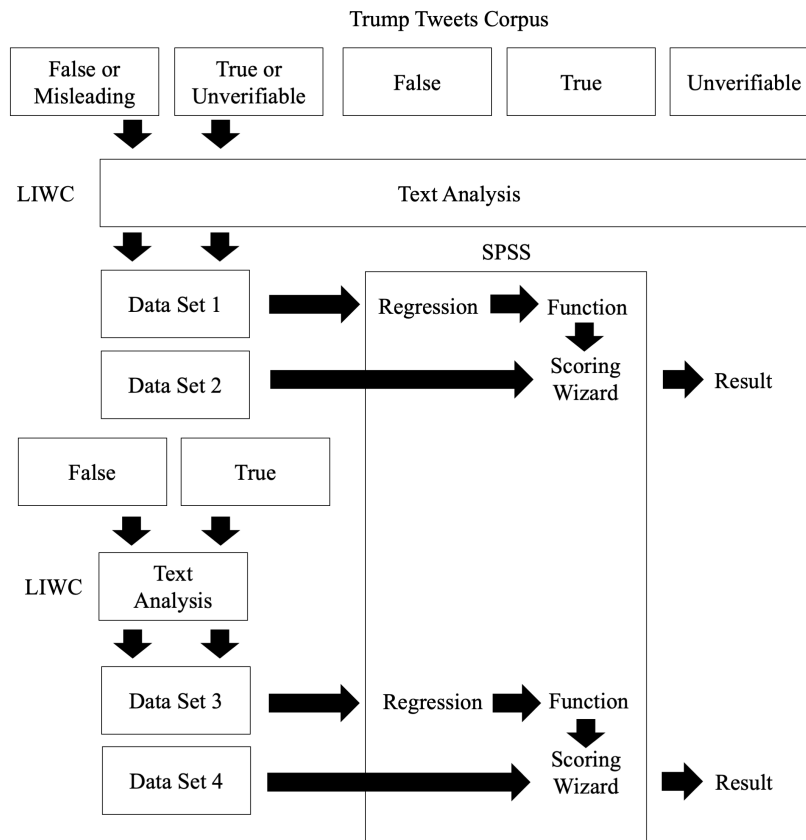 Trump Tweets Corpus
False or
Misleading
True or
Unverifiable
False
True
Unverifiable
LIWC
Text Analysis
SPSS
Data Set 1
Regression
Function
Data Set 2
Scoring
Wizard
Result
False
True
LIWC
Text
Analysis
Data Set 3
Regression
Function
Data Set 4
Scoring
Wizard
Result